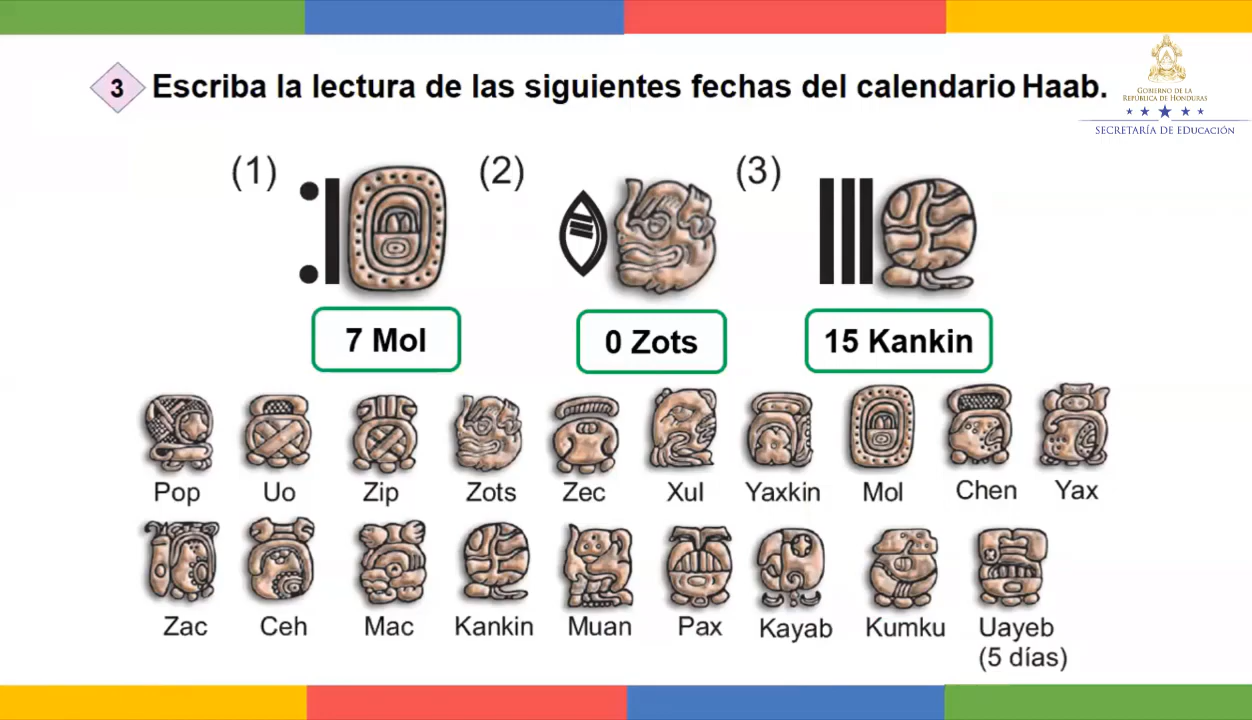 3 Escriba la lectura de las siguientes fechas del calendario Haab.
GOBIERNO DE LA
REPÚBLICA DE HONDURAS
SECRETARÍA DE EDUCACIÓN
(1) (2) (3)
7 Mol 0 Zots 15 Kankin
Pop Uo Zip Zots Zec Xul Yaxkin Mol Chen Yax
Zac Ceh Mac Kankin Muan Pax Kayab Kumku Uayeb
(5 días)